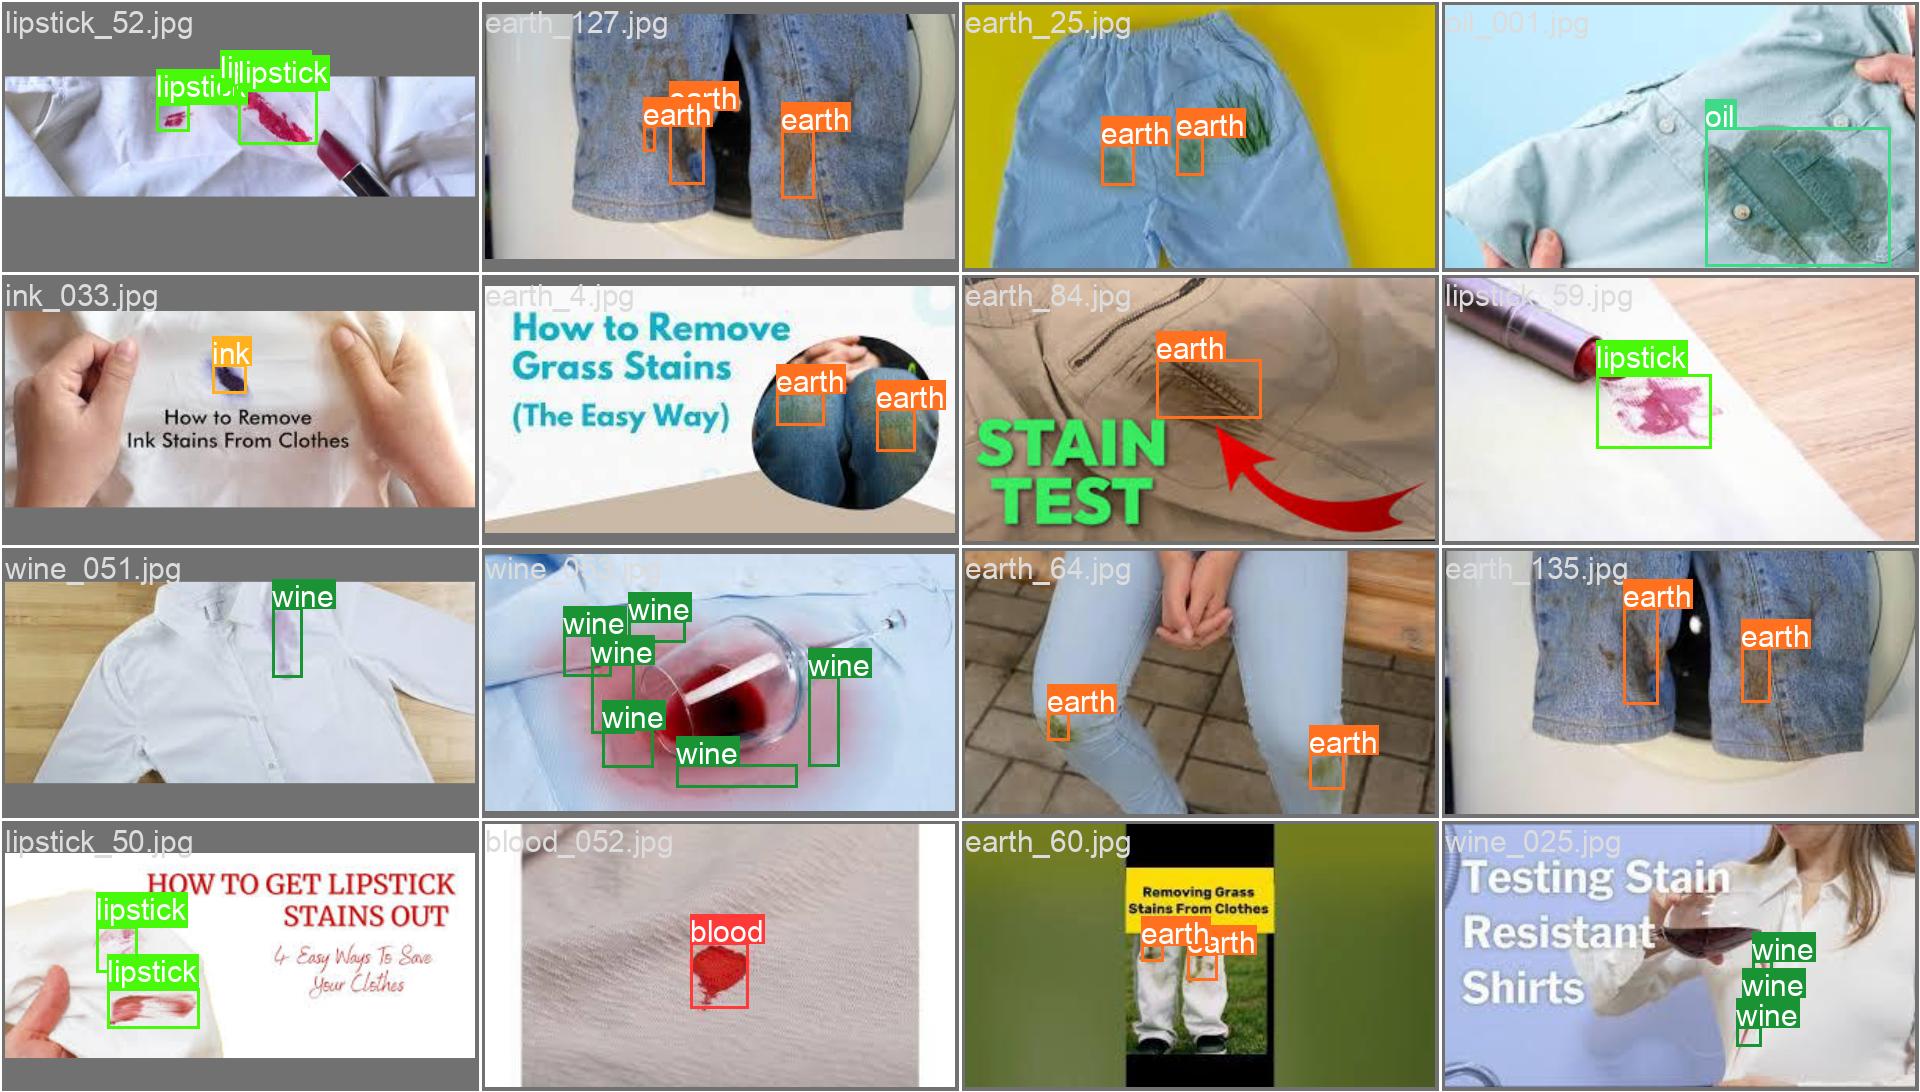 lipstick_52.jpg
lipstick
li
lipstick
earth_127.jpg
earth
earth
earth
earth_25.jpg
earth
earth
oil_001.jpg
oil
ink_033.jpg
ink
How to Remove
Ink Stains From Clothes
earth_4.jpg
How to Remove
Grass Stains
(The Easy Way)
earth
earth
earth_84.jpg
earth
STAIN
TEST
lipstick_59.jpg
lipstick
wine_051.jpg
wine
wine_053.jpg
wine
wine
wine
wine
wine
wine
earth_64.jpg
earth
earth
earth_135.jpg
earth
earth
lipstick_50.jpg
HOW TO GET LIPSTICK
STAINS OUT
4 Easy Ways To Save
Your Clothes
lipstick
lipstick
blood_052.jpg
blood
earth_60.jpg
Removing Grass
Stains From Clothes
earth
earth
wine_025.jpg
Testing Stain
Resistant
Shirts
wine
wine
wine